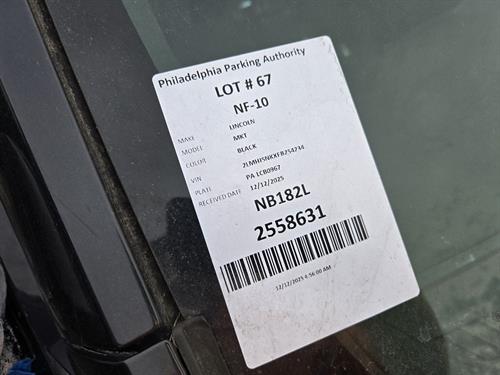 Philadelphia Parking Authority
LOT # 67
NF-10
MAKE LINCOLN
MODEL MKT
COLOR BLACK
VIN 2LMHJ5NKXFB254234
PLATE PA LCB0967
RECEIVED DATE 12/12/2025
NB182L
2558631
12/12/2025 4:56:00 AM